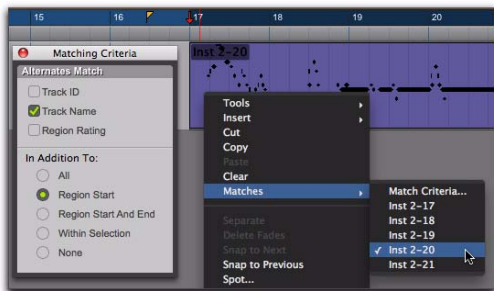 15 16 17 18 19 20
Matching Criteria
Alternates Match
Track ID
Track Name
Region Rating
In Addition To:
All
Region Start
Region Start And End
Within Selection
None
Inst 2-20
Tools
Insert
Cut
Copy
Paste
Clear
Matches
Separate
Delete Fades
Snap to Next
Snap to Previous
Spot...
Match Criteria...
Inst 2-17
Inst 2-18
Inst 2-19
✓ Inst 2-20
Inst 2-21